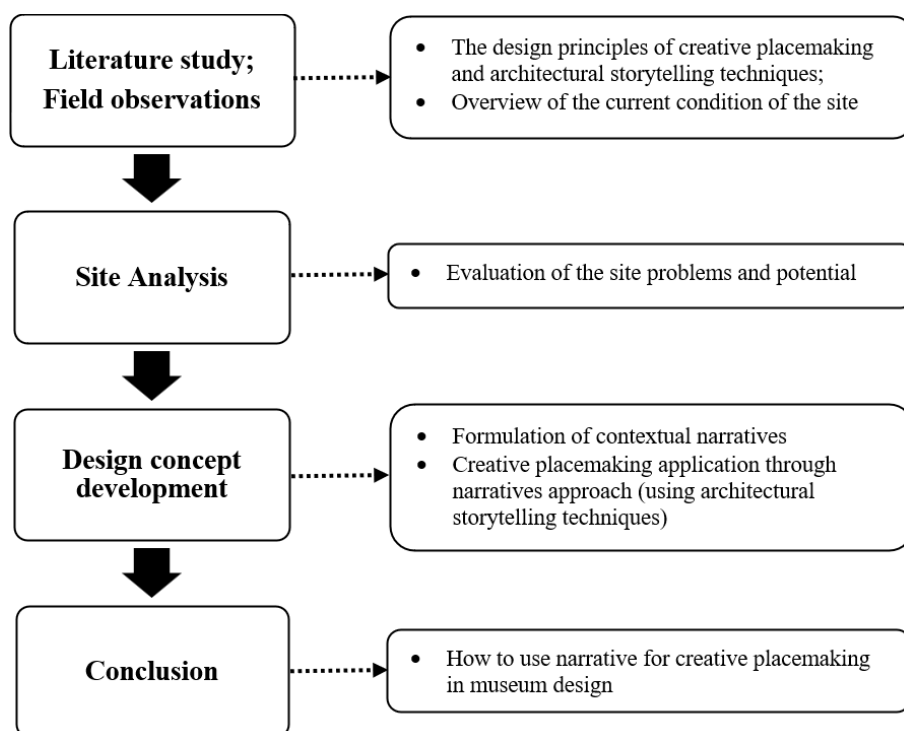 Literature study;
Field observations
• The design principles of creative placemaking
and architectural storytelling techniques;
• Overview of the current condition of the site
Site Analysis
• Evaluation of the site problems and potential
Design concept
development
• Formulation of contextual narratives
• Creative placemaking application through
narratives approach (using architectural
storytelling techniques)
Conclusion
• How to use narrative for creative placemaking
in museum design